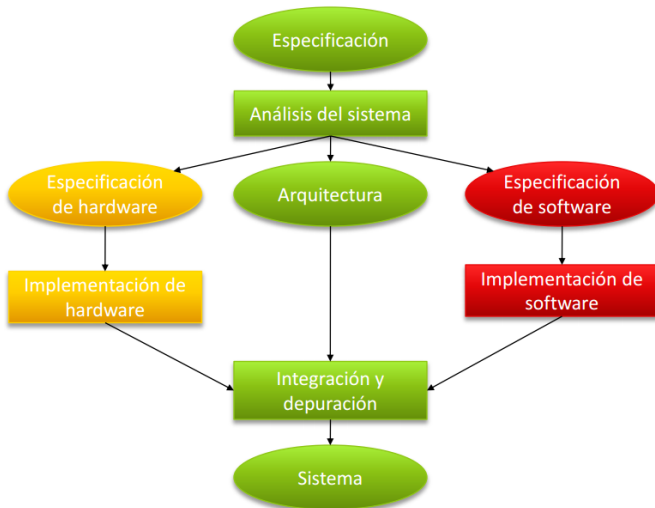 Especificación
Análisis del sistema
Especificación
de hardware
Arquitectura
Especificación
de software
Implementación de
hardware
Implementación de
software
Integración y
depuración
Sistema